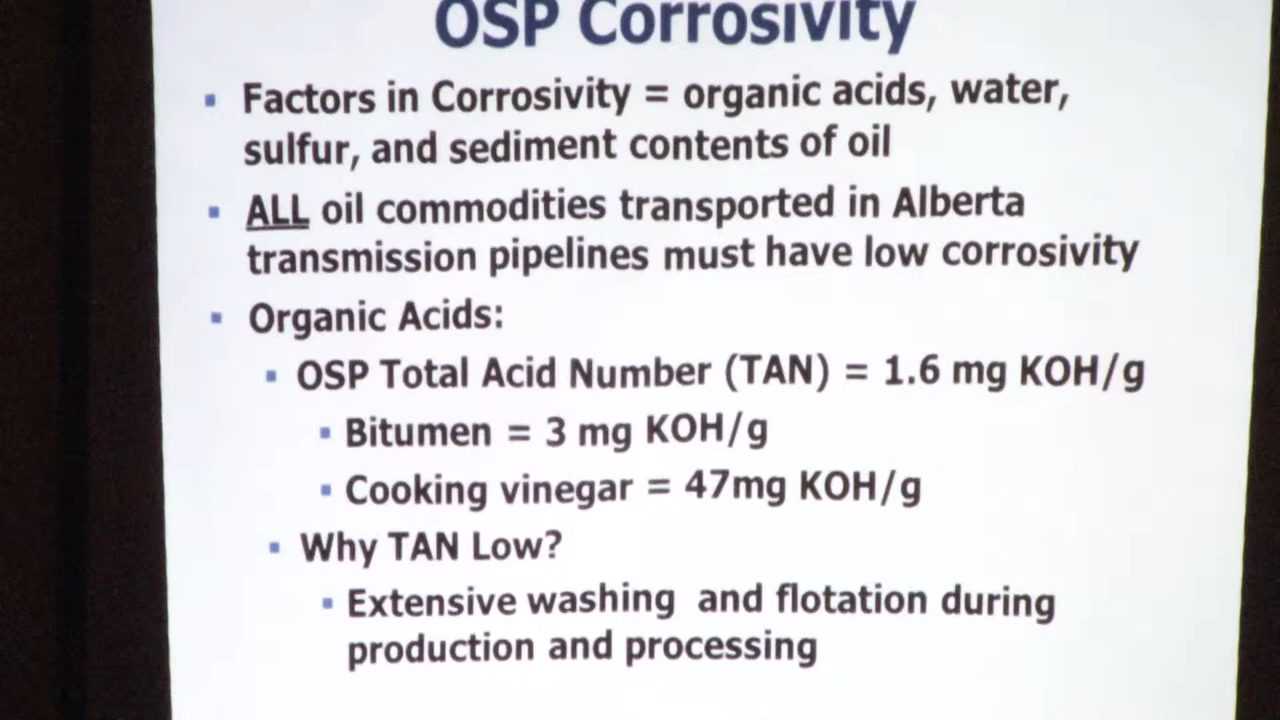 OSP Corrosivity
Factors in Corrosivity = organic acids, water,
sulfur, and sediment contents of oil
ALL oil commodities transported in Alberta
transmission pipelines must have low corrosivity
Organic Acids:
OSP Total Acid Number (TAN) = 1.6 mg KOH/g
Bitumen = 3 mg KOH/g
Cooking vinegar = 47mg KOH/g
Why TAN Low?
Extensive washing and flotation during
production and processing